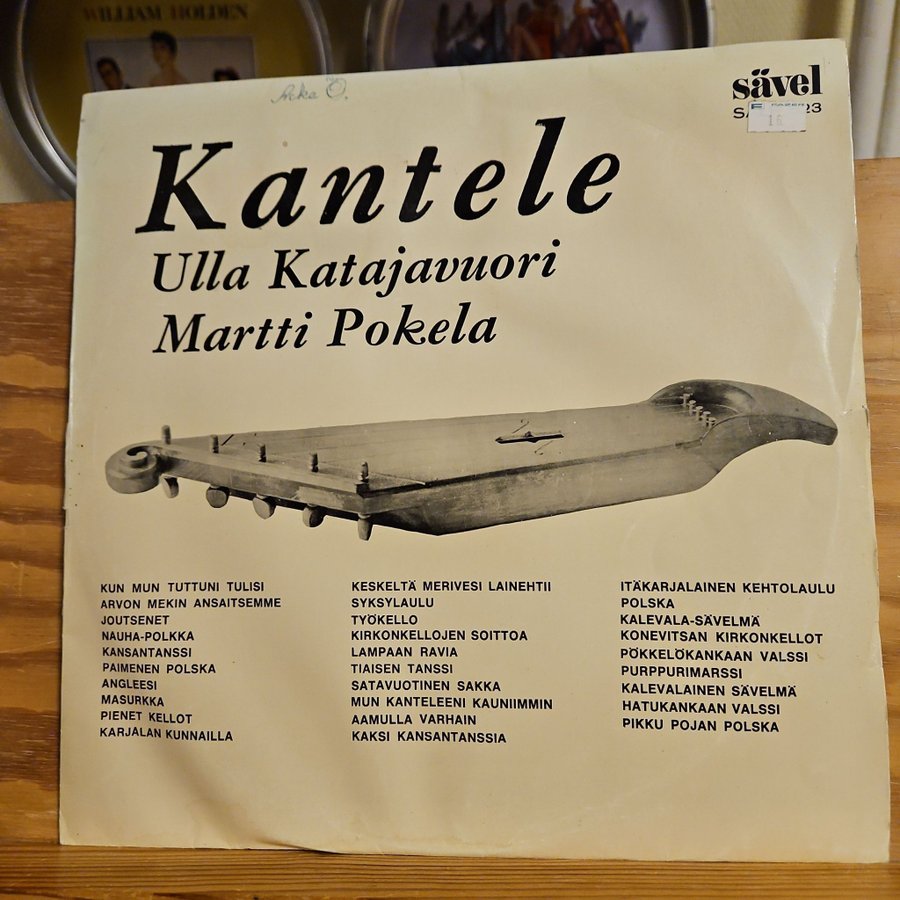 WILLIAM HOLDEN
sävel
FAZER
16
23
Kantele
Ulla Katajavuori
Martti Pokela
KUN MUN TUTTUNI TULISI
ARVON MEKIN ANSAITSEMME
JOUTSENET
NAUHA-POLKKA
KANSANTANSSI
PAIMENEN POLSKA
ANGLEESI
MASURKKA
PIENET KELLOT
KARJALAN KUNNAILLA
KESKELTÄ MERIVESI LAINEHTII
SYKSYLAULU
TYÖKELLO
KIRKONKELLOJEN SOITTOA
LAMPAAN RAVIA
TIAISEN TANSSI
SATAVUOTINEN SAKKA
MUN KANTELEENI KAUNIIMMIN
AAMULLA VARHAIN
KAKSI KANSANTANSSIA
ITÄKARJALAINEN KEHTOLAULU
POLSKA
KALEVALA-SÄVELMÄ
KONEVITSAN KIRKONKELLOT
PÖKKELÖKANKAAN VALSSI
PURPPURIMARSSI
KALEVALAINEN SÄVELMÄ
HATUKANKAAN VALSSI
PIKKU POJAN POLSKA